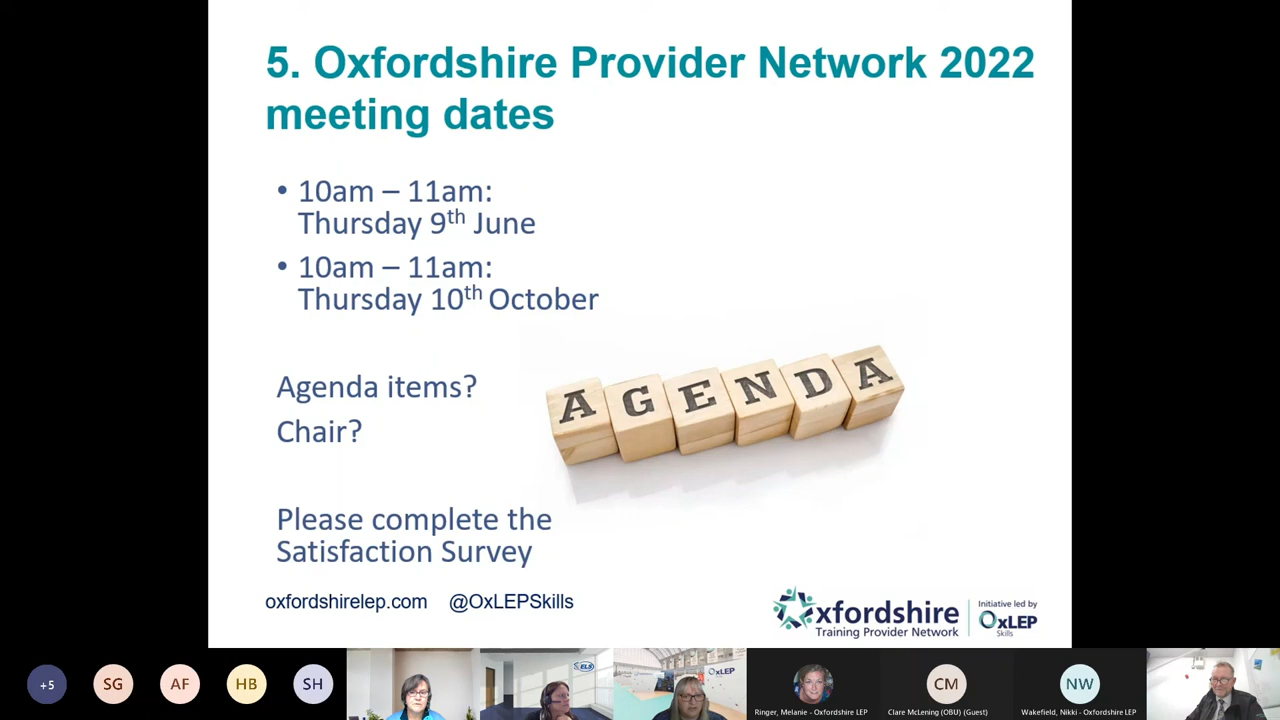 5. Oxfordshire Provider Network 2022
meeting dates
• 10am – 11am:
Thursday 9th June
• 10am – 11am:
Thursday 10th October
AGENDA
Agenda items?
Chair?
Please complete the
Satisfaction Survey
oxfordshirelep.com @OxLEPSkills
Oxfordshire
Training Provider Network
Initiative led by
OxLEP
Skills
+5
SG
AF
HB
SH
ELS
OxLEP
Ringer, Melanie - Oxfordshire LEP
CM
Clare McLening (OBU) (Guest)
NW
Wakefield, Nikki - Oxfordshire LEP